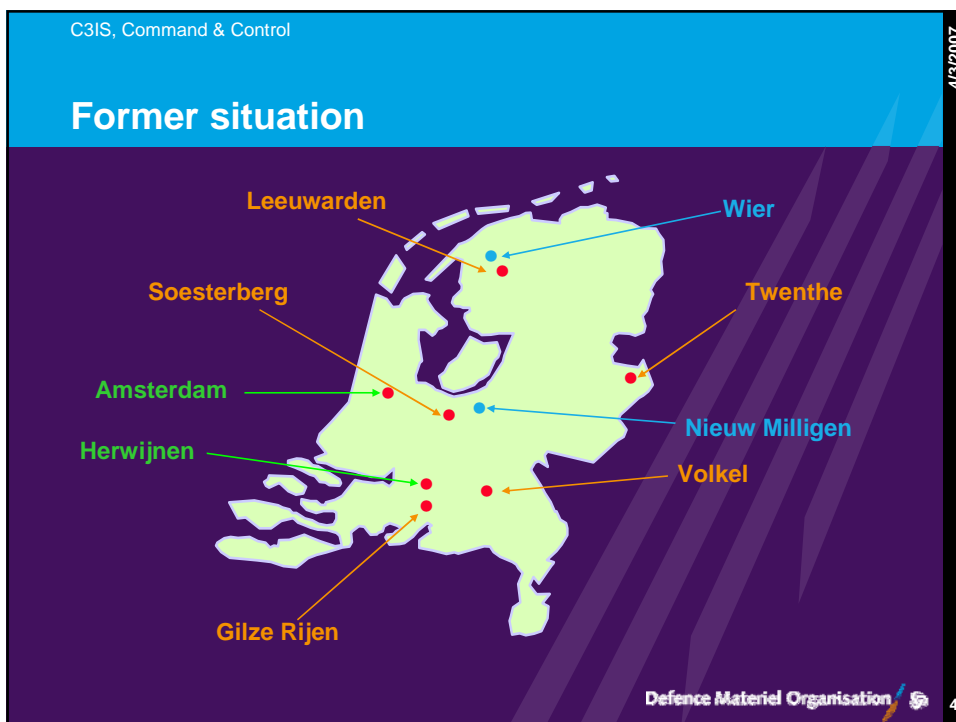 C3IS, Command & Control
4/3/2007
Former situation
Leeuwarden
Wier
Soesterberg
Twenthe
Amsterdam
Nieuw Milligen
Herwijnen
Volkel
Gilze Rijen
Defence Materiel Organisation
4